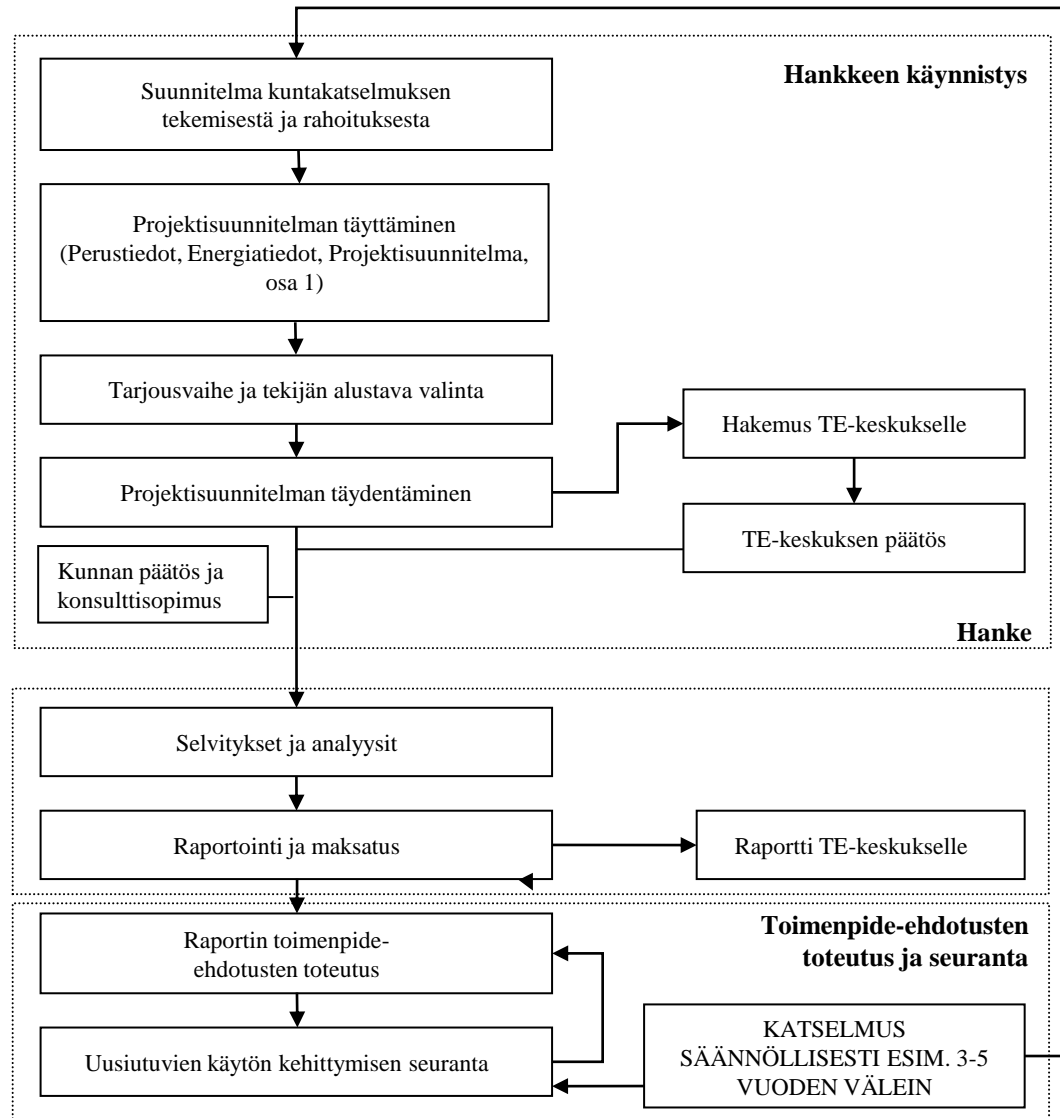 Hankkeen käynnistys
Suunnitelma kuntakatselmuksen
tekemisestä ja rahoituksesta
Projektisuunnitelman täyttäminen
(Perustiedot, Energiatiedot, Projektisuunnitelma,
osa 1)
Tarjousvaihe ja tekijän alustava valinta
Hakemus TE-keskukselle
Projektisuunnitelman täydentäminen
TE-keskuksen päätös
Kunnan päätös ja
konsulttisopimus
Hanke
Selvitykset ja analyysit
Raportointi ja maksatus
Raportti TE-keskukselle
Toimenpide-ehdotusten
toteutus ja seuranta
Raportin toimenpide-
ehdotusten toteutus
Uusiutuvien käytön kehittymisen seuranta
KATSELMUS
SÄÄNNÖLLISESTI ESIM. 3-5
VUODEN VÄLEIN